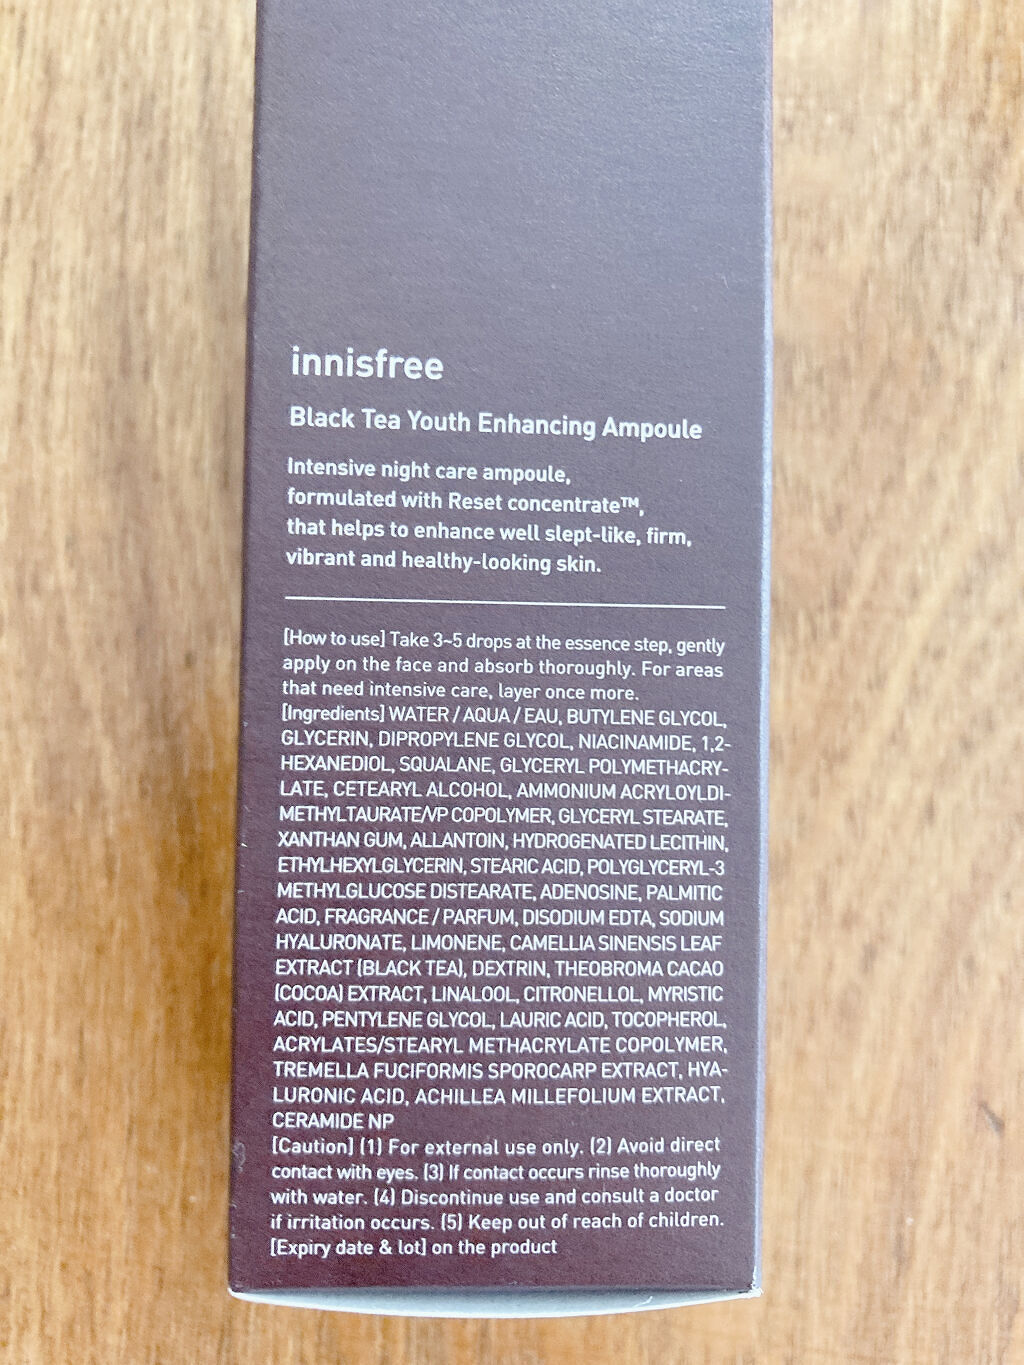 innisfree
Black Tea Youth Enhancing Ampoule
Intensive night care ampoule,
formulated with Reset concentrate™,
that helps to enhance well slept-like, firm,
vibrant and healthy-looking skin.
[How to use] Take 3~5 drops at the essence step, gently
apply on the face and absorb thoroughly. For areas
that need intensive care, layer once more.
[Ingredients] WATER / AQUA / EAU, BUTYLENE GLYCOL,
GLYCERIN, DIPROPYLENE GLYCOL, NIACINAMIDE, 1,2-
HEXANEDIOL, SQUALANE, GLYCERYL POLYMETHACRY-
LATE, CETEARYL ALCOHOL, AMMONIUM ACRYLOYLDI-
METHYLTAURATE/VP COPOLYMER, GLYCERYL STEARATE,
XANTHAN GUM, ALLANTOIN, HYDROGENATED LECITHIN,
ETHYLHEXYLGLYCERIN, STEARIC ACID, POLYGLYCERYL-3
METHYLGLUCOSE DISTEARATE, ADENOSINE, PALMITIC
ACID, FRAGRANCE / PARFUM, DISODIUM EDTA, SODIUM
HYALURONATE, LIMONENE, CAMELLIA SINENSIS LEAF
EXTRACT (BLACK TEA), DEXTRIN, THEOBROMA CACAO
(COCOA) EXTRACT, LINALOOL, CITRONELLOL, MYRISTIC
ACID, PENTYLENE GLYCOL, LAURIC ACID, TOCOPHEROL,
ACRYLATES/STEARYL METHACRYLATE COPOLYMER,
TREMELLA FUCIFORMIS SPOROCARP EXTRACT, HYA-
LURONIC ACID, ACHILLEA MILLEFOLIUM EXTRACT,
CERAMIDE NP
[Caution] (1) For external use only. (2) Avoid direct
contact with eyes. (3) If contact occurs rinse thoroughly
with water. (4) Discontinue use and consult a doctor
if irritation occurs. (5) Keep out of reach of children.
[Expiry date & lot] on the product